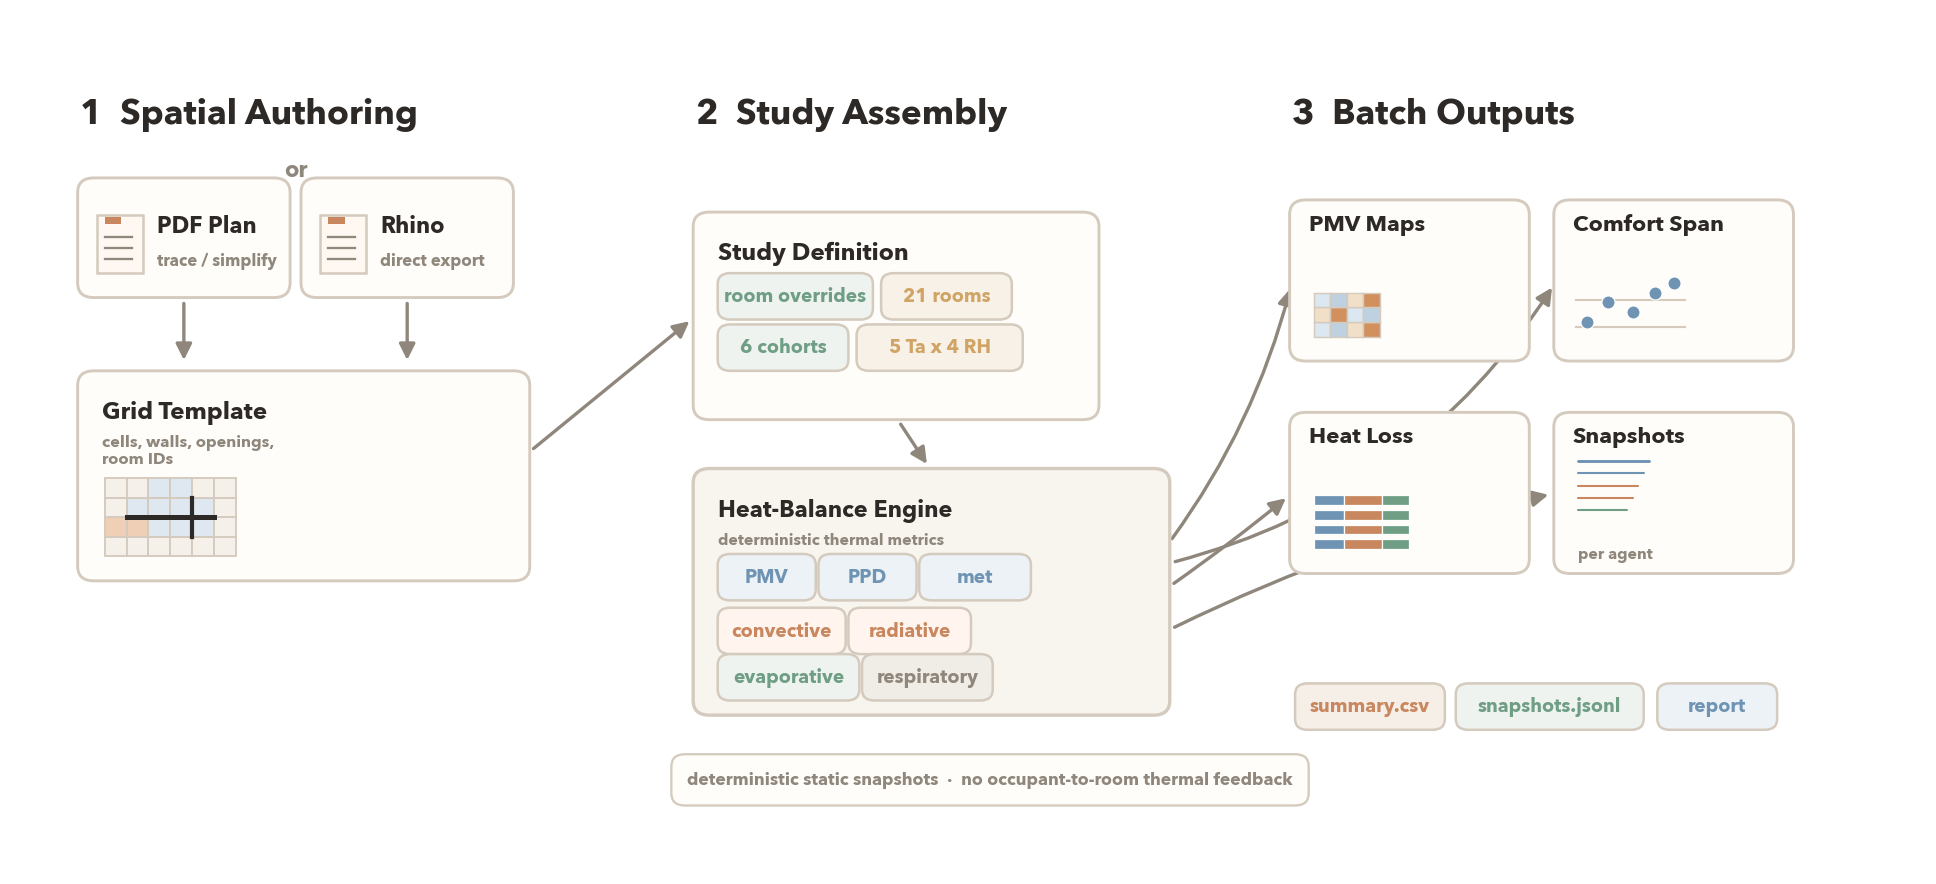 1 Spatial Authoring
or
PDF Plan
trace / simplify
Rhino
direct export
Grid Template
cells, walls, openings,
room IDs
2 Study Assembly
Study Definition
room overrides
21 rooms
6 cohorts
5 Ta x 4 RH
Heat-Balance Engine
deterministic thermal metrics
PMV
PPD
met
convective
radiative
evaporative
respiratory
deterministic static snapshots · no occupant-to-room thermal feedback
3 Batch Outputs
PMV Maps
Comfort Span
Heat Loss
Snapshots
per agent
summary.csv
snapshots.jsonl
report